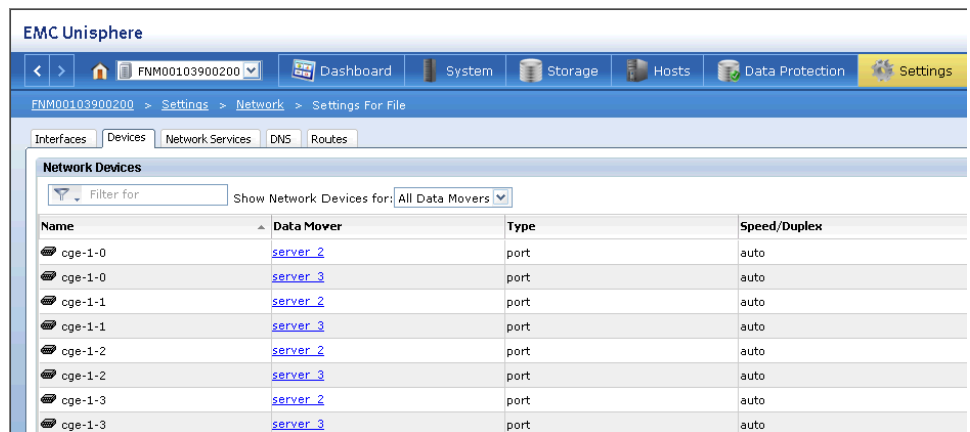 EMC Unisphere
< > FNM00103900200 Dashboard System Storage Hosts Data Protection Settings
FNM00103900200 > Settings > Network > Settings For File
Interfaces Devices Network Services DNS Routes
Network Devices
Filter for Show Network Devices for: All Data Movers
Name Data Mover Type Speed/Duplex
cge-1-0 server_2 port auto
cge-1-0 server_3 port auto
cge-1-1 server_2 port auto
cge-1-1 server_3 port auto
cge-1-2 server_2 port auto
cge-1-2 server_3 port auto
cge-1-3 server_2 port auto
cge-1-3 server_3 port auto